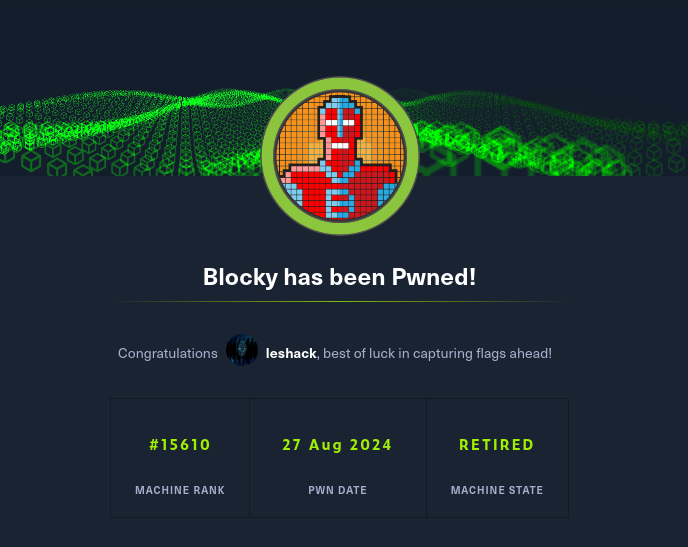 Blocky has been Pwned!
Congratulations leshack, best of luck in capturing flags ahead!
#15610 27 Aug 2024 RETIRED
MACHINE RANK PWN DATE MACHINE STATE